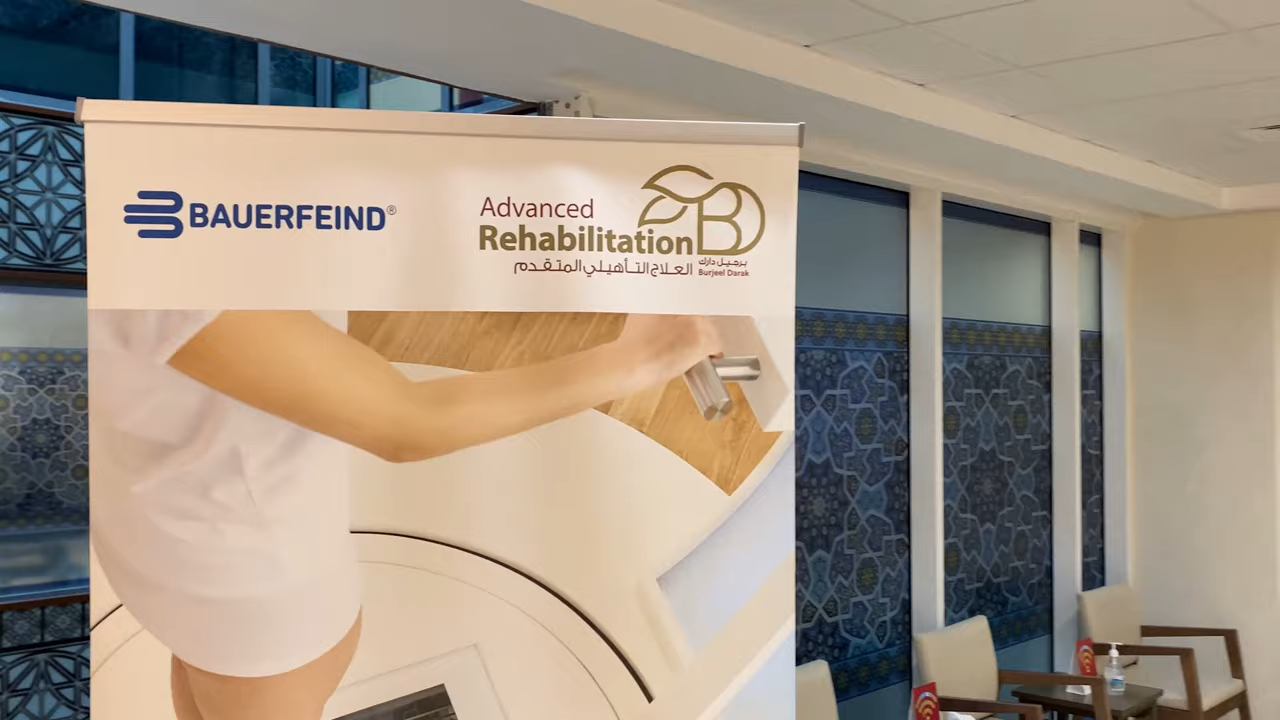 BAUERFEIND®
Advanced
Rehabilitation
العلاج التأهيلي المتقدم
برجيل دارك
Burjeel Darak